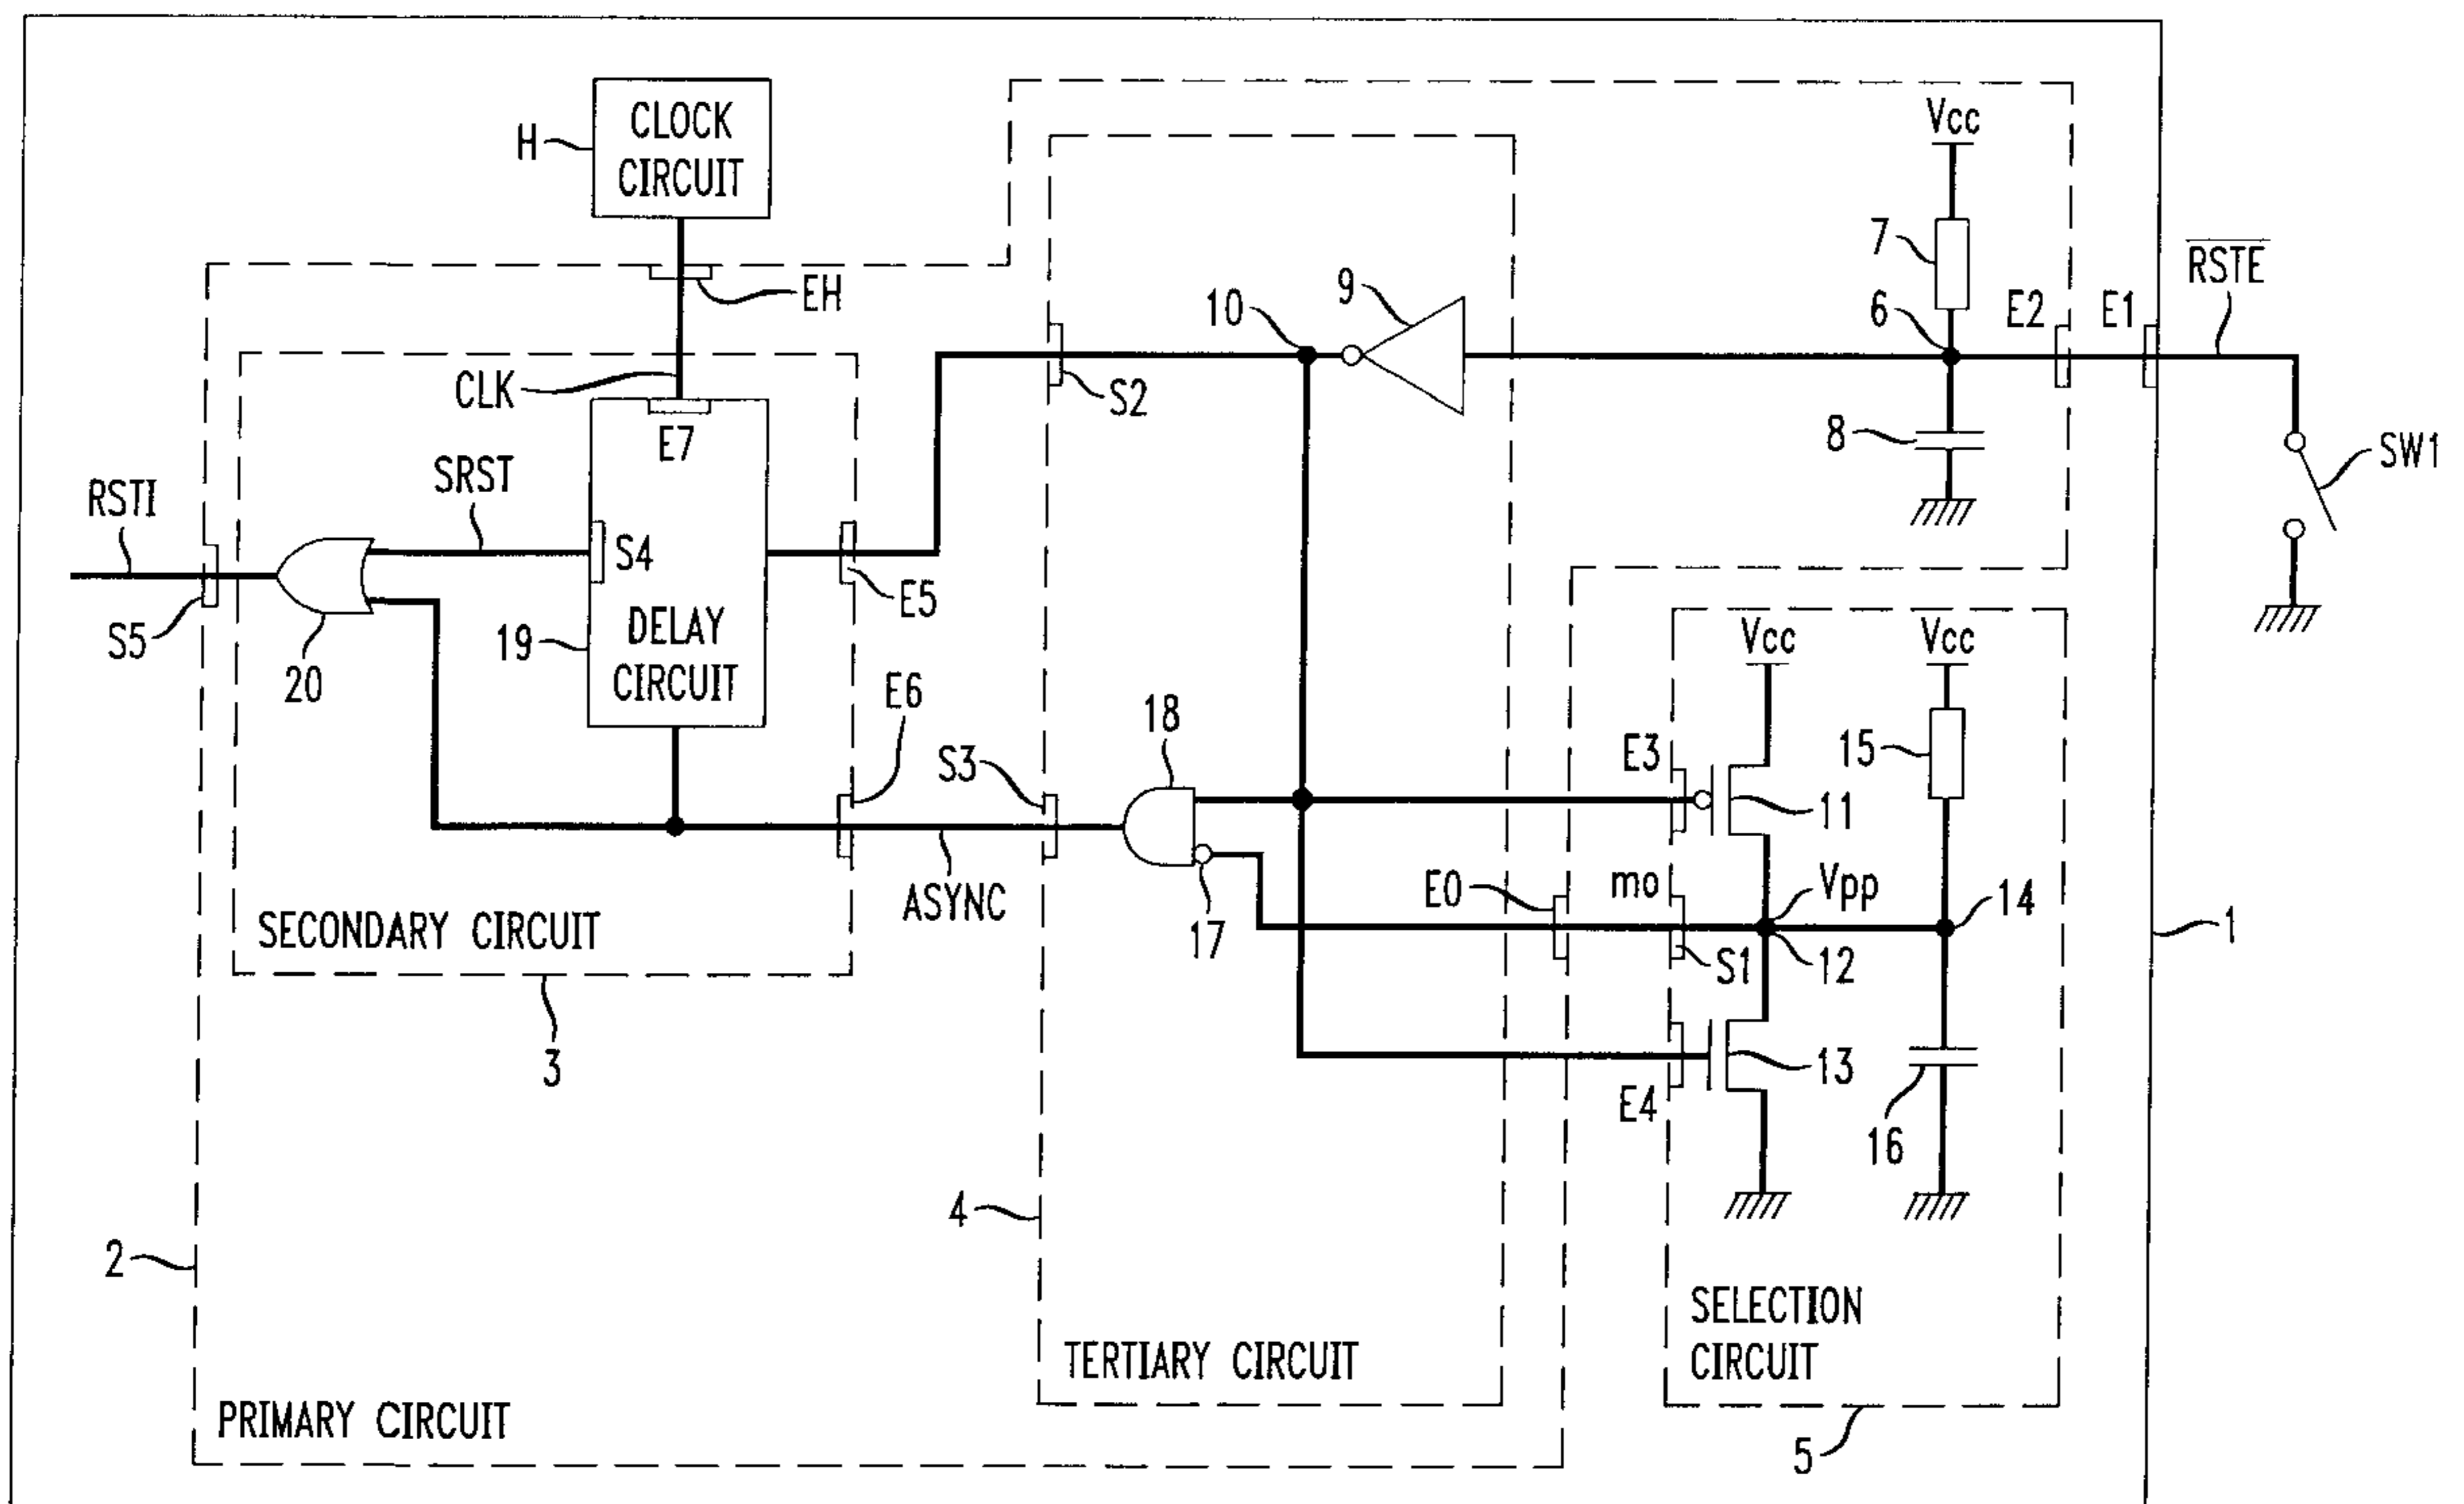 CLOCK
CIRCUIT
H
EH
CLK
E7
SRST
RSTI
S4
S5
20
19
DELAY
CIRCUIT
E5
E6
SECONDARY CIRCUIT
3
2
PRIMARY CIRCUIT
S2
10
9
S3
18
ASYNC
17
E0
4
TERTIARY CIRCUIT
Vcc
7
6
8
E2
E1
RSTE
SW1
Vcc
Vcc
15
E3
11
mo
Vpp
14
S1
12
13
E4
16
1
SELECTION
CIRCUIT
5